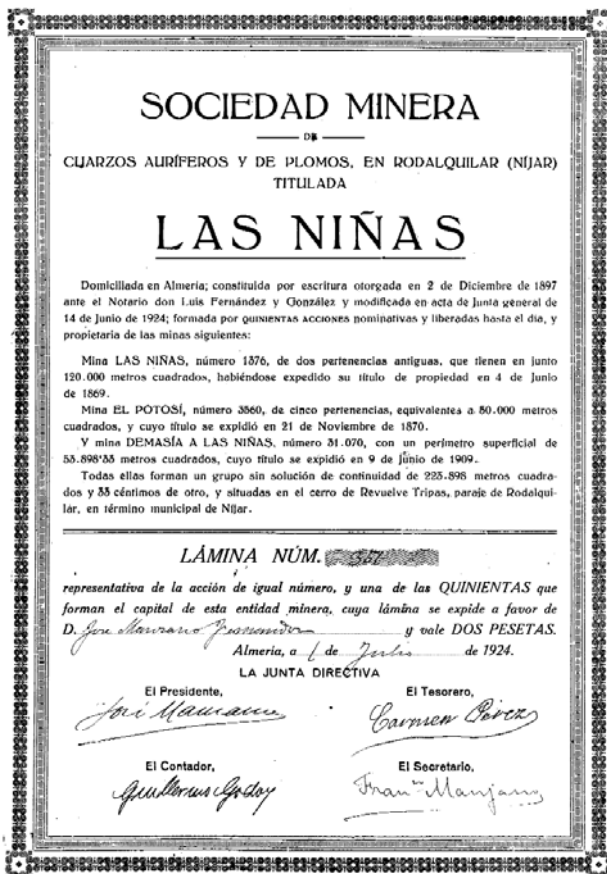 SOCIEDAD MINERA
DE
CUARZOS AURÍFEROS Y DE PLOMOS, EN RODALQUILAR (NÍJAR)
TITULADA
LAS NIÑAS
Domiciliada en Almería; constituída por escritura otorgada en 2 de Diciembre de 1897
ante el Notario don Luis Fernández y González y modificada en acta de Junta general de
14 de Junio de 1924; formada por QUINIENTAS ACCIONES nominativas y liberadas hasta el día, y
propietaria de las minas siguientes:
Mina LAS NIÑAS, número 1376, de dos pertenencias antiguas, que tienen en junto
120.000 metros cuadrados, habiéndose expedido su título de propiedad en 4 de Junio
de 1869.
Mina EL POTOSÍ, número 3560, de cinco pertenencias, equivalentes a 50.000 metros
cuadrados, y cuyo título se expidió en 21 de Noviembre de 1870.
Y mina DEMASÍA A LAS NIÑAS, número 31.070, con un perímetro superficial de
53.898'33 metros cuadrados, cuyo título se expidió en 9 de Junio de 1909.
Todas ellas forman un grupo sin solución de continuidad de 223.898 metros cuadra-
dos y 33 céntimos de otro, y situadas en el cerro de Revuelve Tripas, paraje de Rodalqui-
lar, en término municipal de Níjar.
LÁMINA NÚM.
representativa de la acción de igual número, y una de las QUINIENTAS que
forman el capital de esta entidad minera, cuya lámina se expide a favor de
D. Jose Manzano y vale DOS PESETAS.
Almería, a 1 de Julio de 1924.
LA JUNTA DIRECTIVA
El Presidente, El Tesorero,
José Manzano Carmen Pérez
El Contador, El Secretario,
Guillermo Godoy Fran.co Manzano